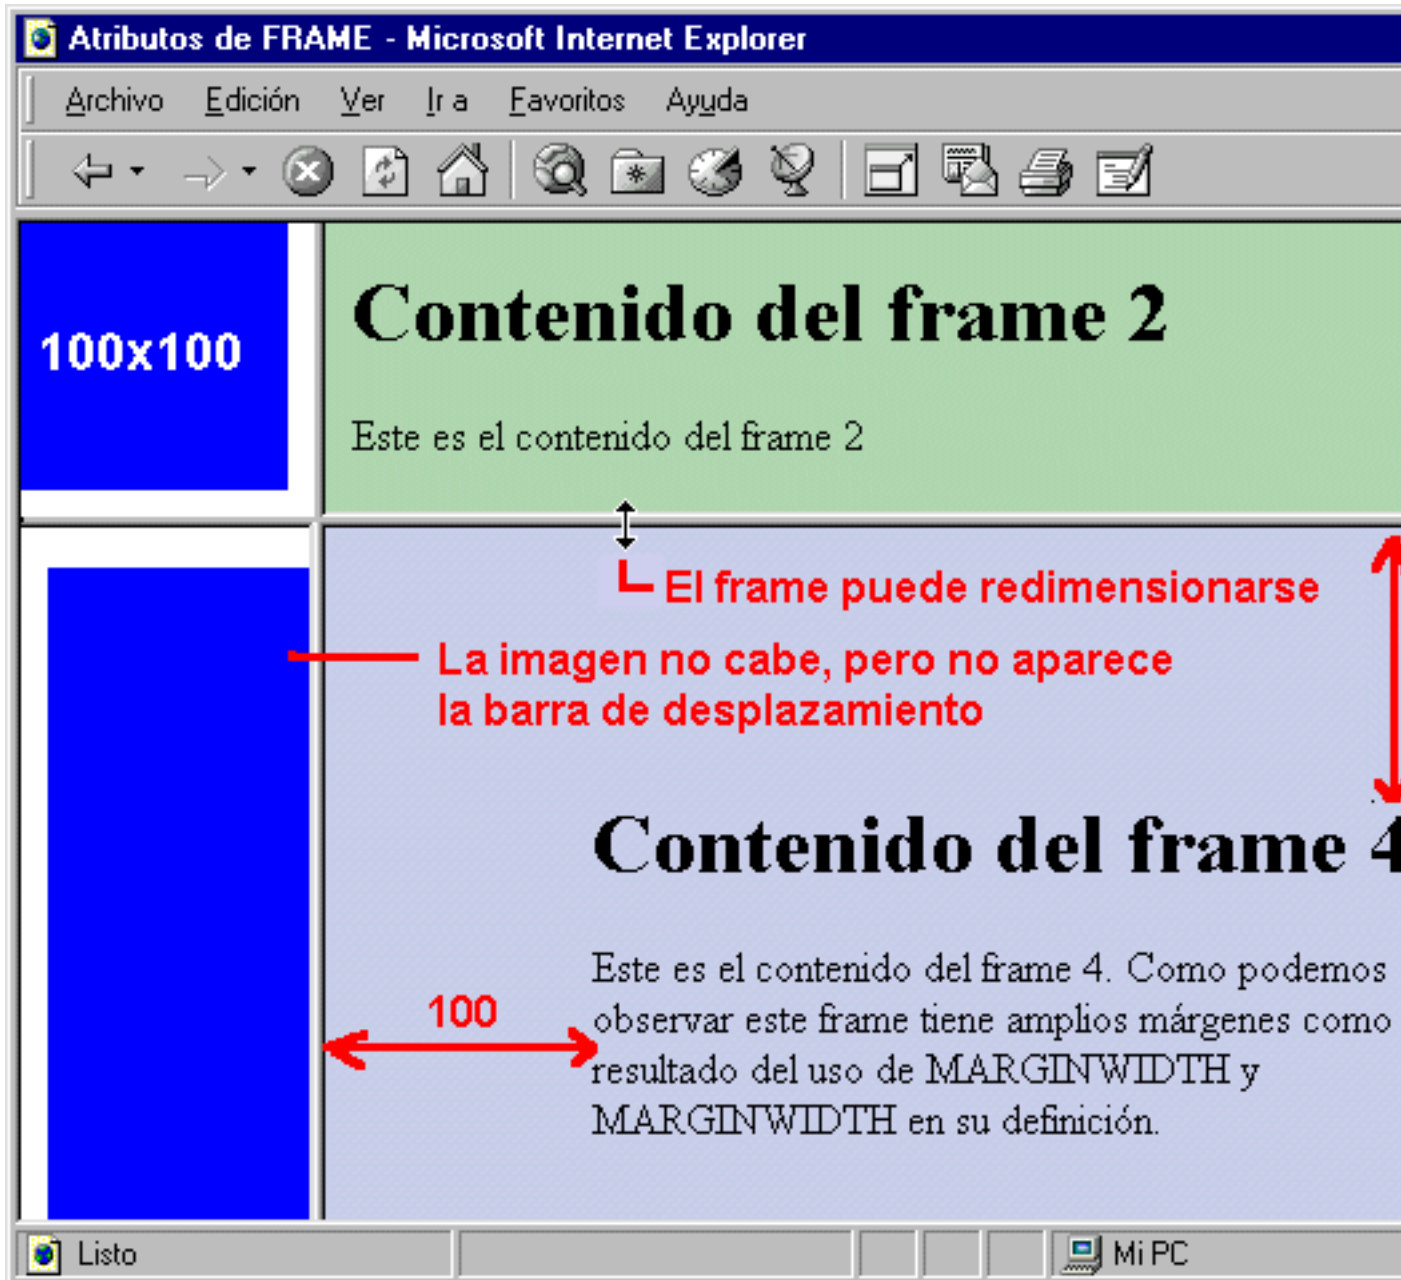 Atributos de FRAME - Microsoft Internet Explorer
Archivo Edición Ver Ir a Favoritos Ayuda
100x100
Contenido del frame 2
Este es el contenido del frame 2
El frame puede redimensionarse
La imagen no cabe, pero no aparece
la barra de desplazamiento
Contenido del frame 4
Este es el contenido del frame 4. Como podemos
observar este frame tiene amplios márgenes como
resultado del uso de MARGINWIDTH y
MARGINWIDTH en su definición.
100
Listo
Mi PC